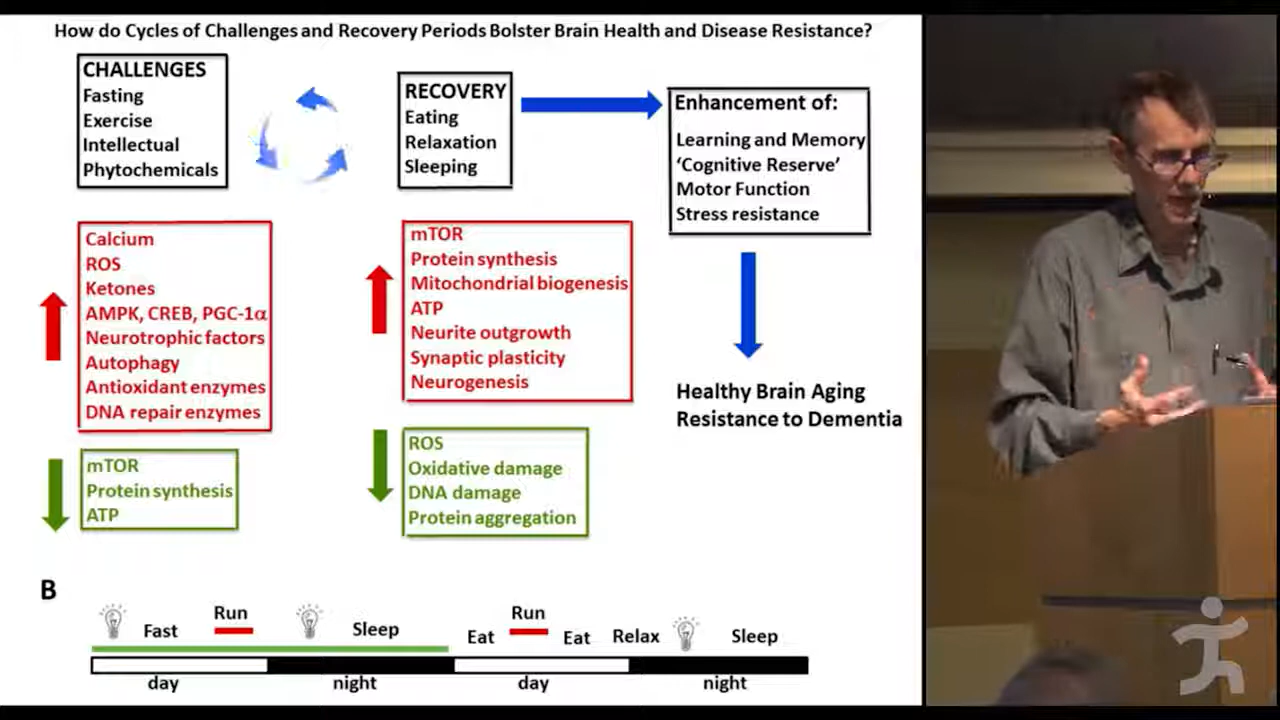 How do Cycles of Challenges and Recovery Periods Bolster Brain Health and Disease Resistance?
CHALLENGES
Fasting
Exercise
Intellectual
Phytochemicals
RECOVERY
Eating
Relaxation
Sleeping
Enhancement of:
Learning and Memory
‘Cognitive Reserve’
Motor Function
Stress resistance
Calcium
ROS
Ketones
AMPK, CREB, PGC-1α
Neurotrophic factors
Autophagy
Antioxidant enzymes
DNA repair enzymes
mTOR
Protein synthesis
Mitochondrial biogenesis
ATP
Neurite outgrowth
Synaptic plasticity
Neurogenesis
Healthy Brain Aging
Resistance to Dementia
mTOR
Protein synthesis
ATP
ROS
Oxidative damage
DNA damage
Protein aggregation
B
Fast
Run
Sleep
Eat
Run
Eat
Relax
Sleep
day
night
day
night